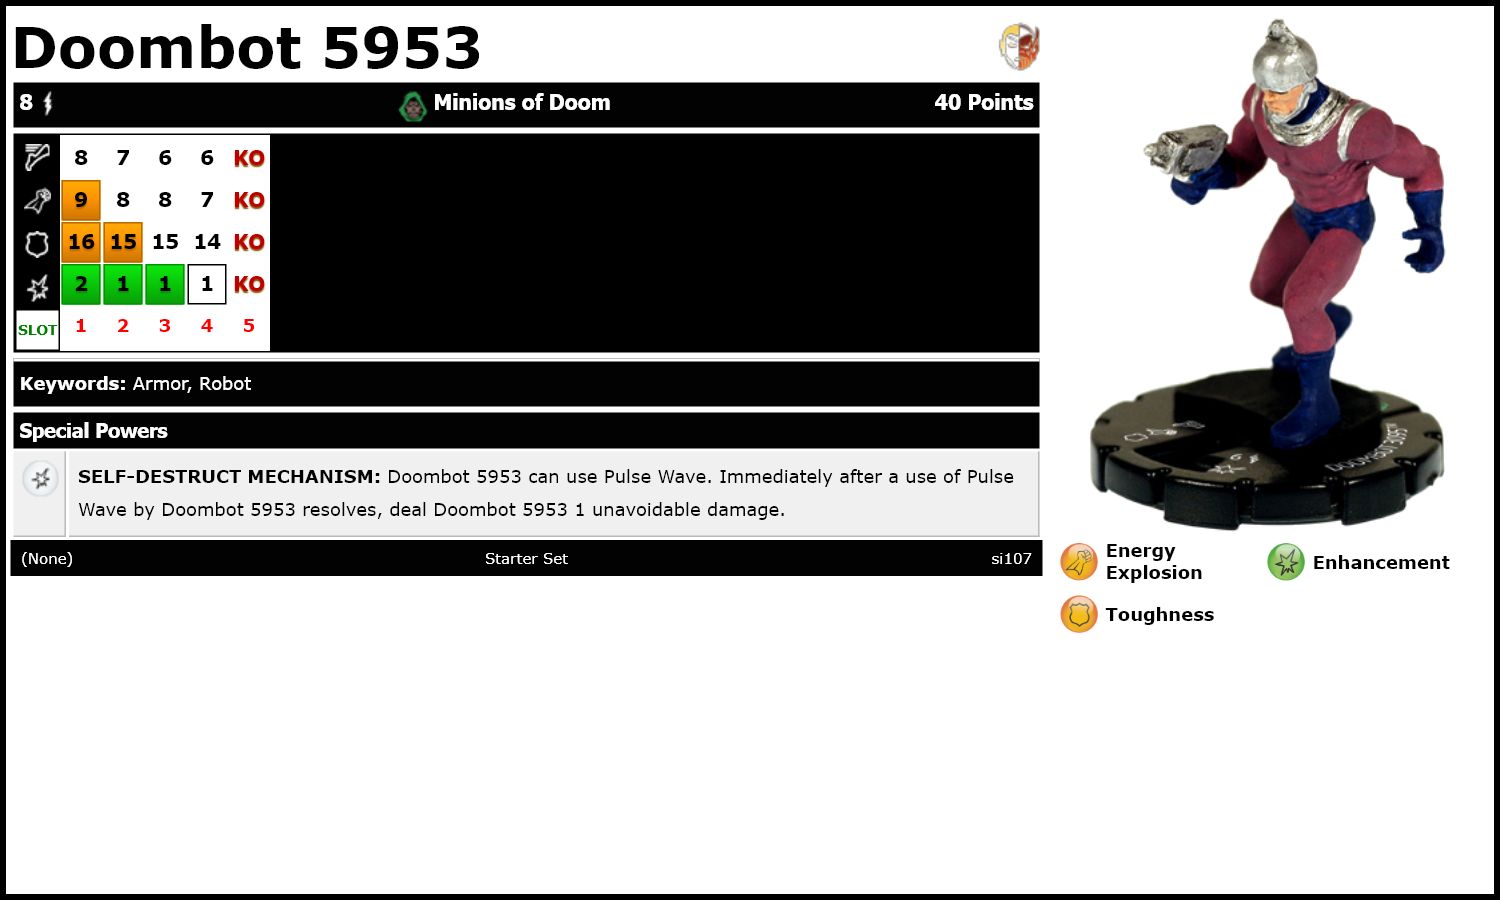 Doombot 5953
8 Minions of Doom 40 Points
8 7 6 6 KO
9 8 8 7 KO
16 15 15 14 KO
2 1 1 1 KO
SLOT 1 2 3 4 5
Keywords: Armor, Robot
Special Powers
SELF-DESTRUCT MECHANISM: Doombot 5953 can use Pulse Wave. Immediately after a use of Pulse
Wave by Doombot 5953 resolves, deal Doombot 5953 1 unavoidable damage.
(None) Starter Set si107
DOOMBOT 3095™
Energy
Explosion
Enhancement
Toughness